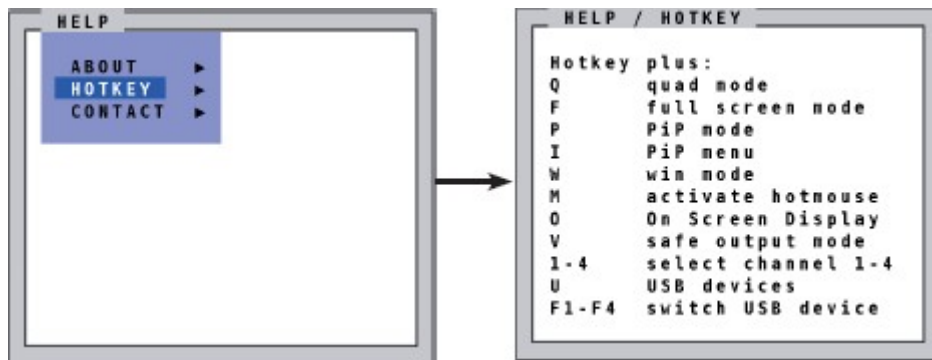 HELP
ABOUT ►
HOTKEY ►
CONTACT ►
HELP / HOTKEY
Hotkey plus:
Q quad mode
F full screen mode
P PiP mode
I PiP menu
W win mode
M activate hotmouse
O On Screen Display
V safe output mode
1-4 select channel 1-4
U USB devices
F1-F4 switch USB device